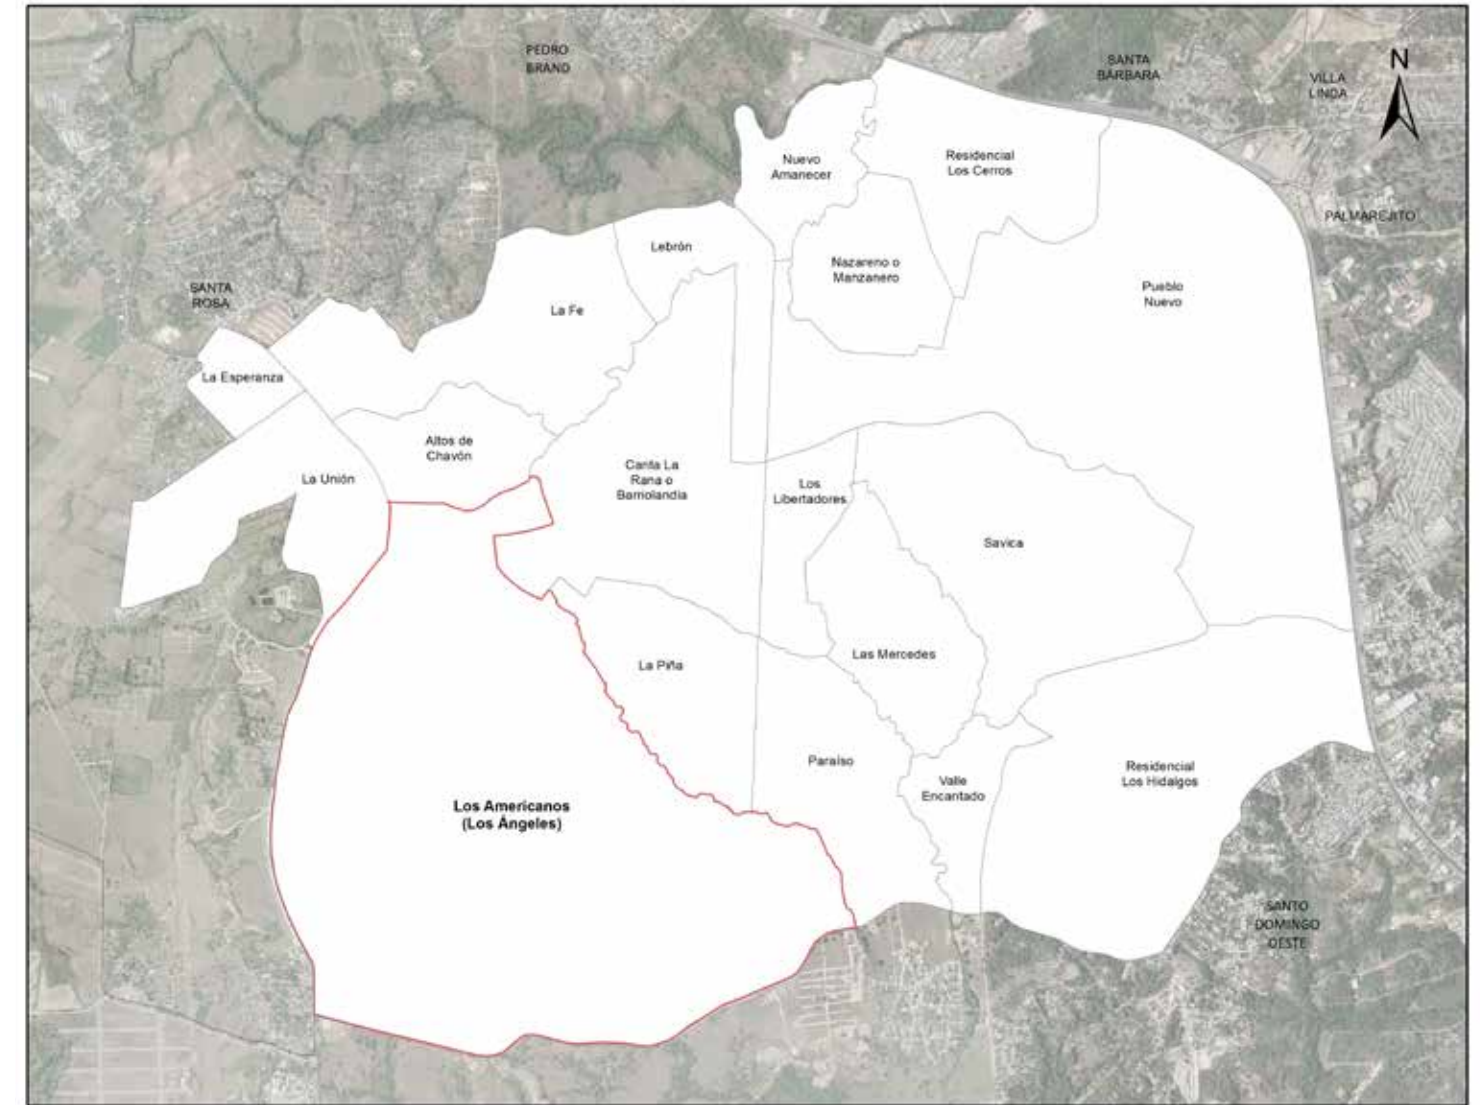 PEDRO
BRAND
SANTA
BÁRBARA
VILLA
LINDA
N
Nuevo
Amanecer
Residencial
Los Cerros
PALMAREJITO
Lebrón
Nazareno o
Manzanero
SANTA
ROSA
La Fe
Pueblo
Nuevo
La Esperanza
Altos de
Chavón
La Unión
Canta La
Rana o
Barriolandia
Los
Libertadores
Savica
La Piña
Las Mercedes
Paraíso
Valle
Encantado
Residencial
Los Hidalgos
Los Americanos
(Los Ángeles)
SANTO
DOMINGO
OESTE